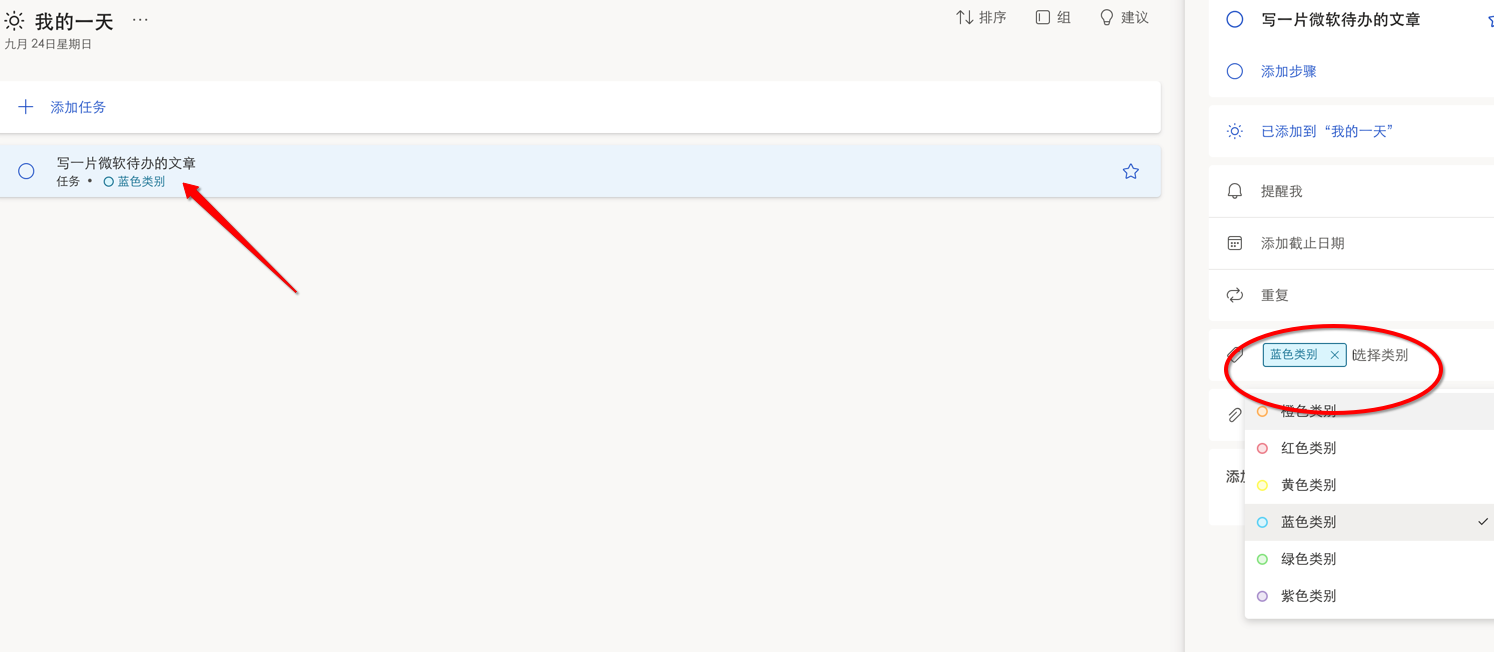 我的一天 ···
九月 24日星期日
排序
组
建议
添加任务
写一片微软待办的文章
任务 • 蓝色类别
写一片微软待办的文章
添加步骤
已添加到“我的一天”
提醒我
添加截止日期
重复
蓝色类别 选择类别
橙色类别
红色类别
黄色类别
蓝色类别
绿色类别
紫色类别
添加